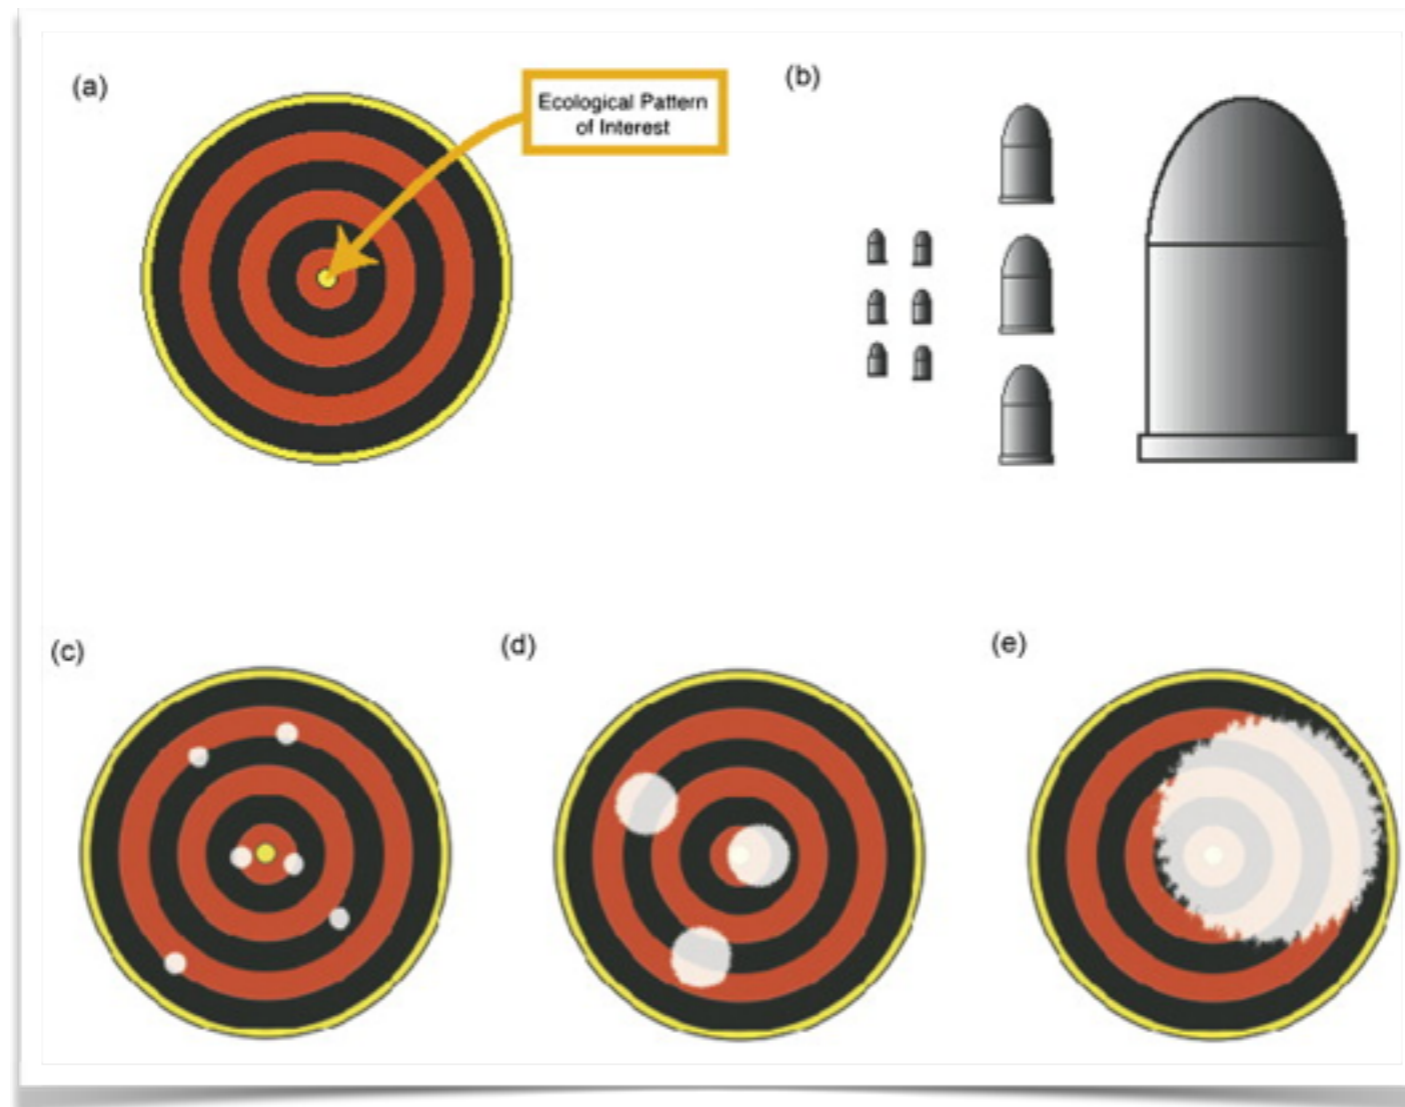 (a)
Ecological Pattern
of Interest
(b)
(c)
(d)
(e)